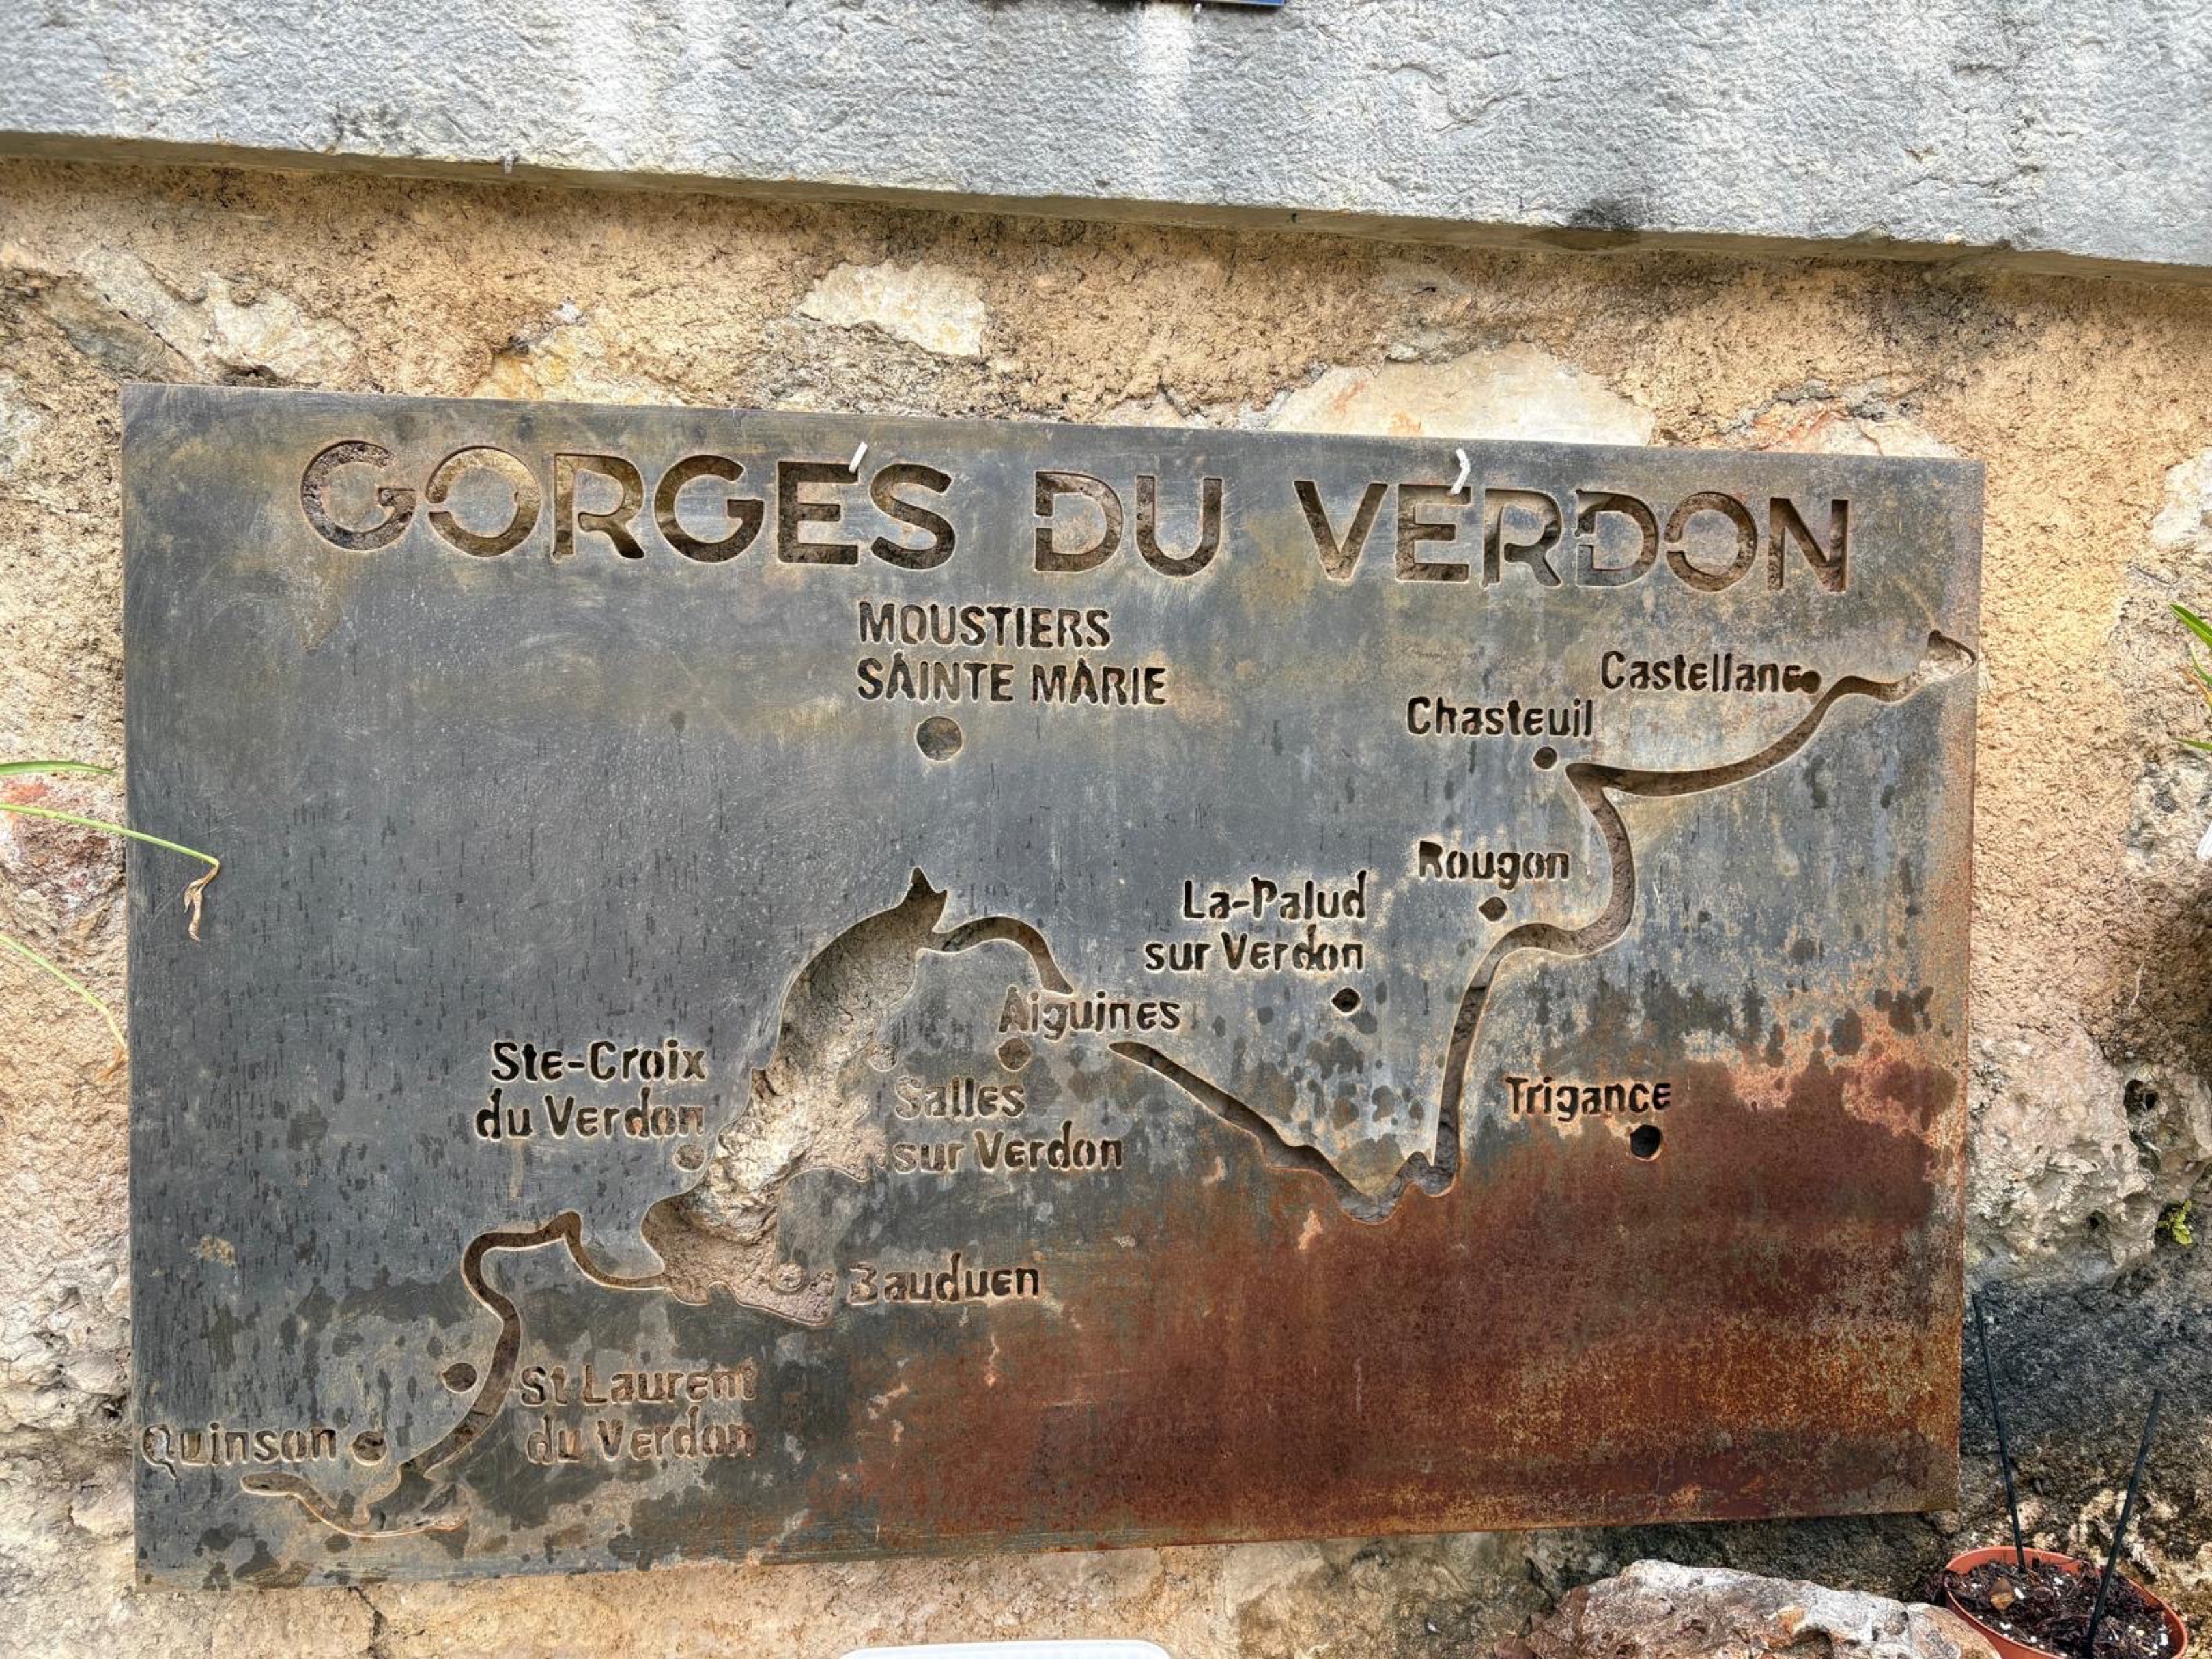 GORGES DU VERDON
MOUSTIERS
SAINTE MARIE
Castellane
Chasteuil
Rougon
La-Palud
sur Verdon
Aiguines
Ste-Croix
du Verdon
Salles
sur Verdon
Trigance
Bauduen
St Laurent
du Verdon
Quinson